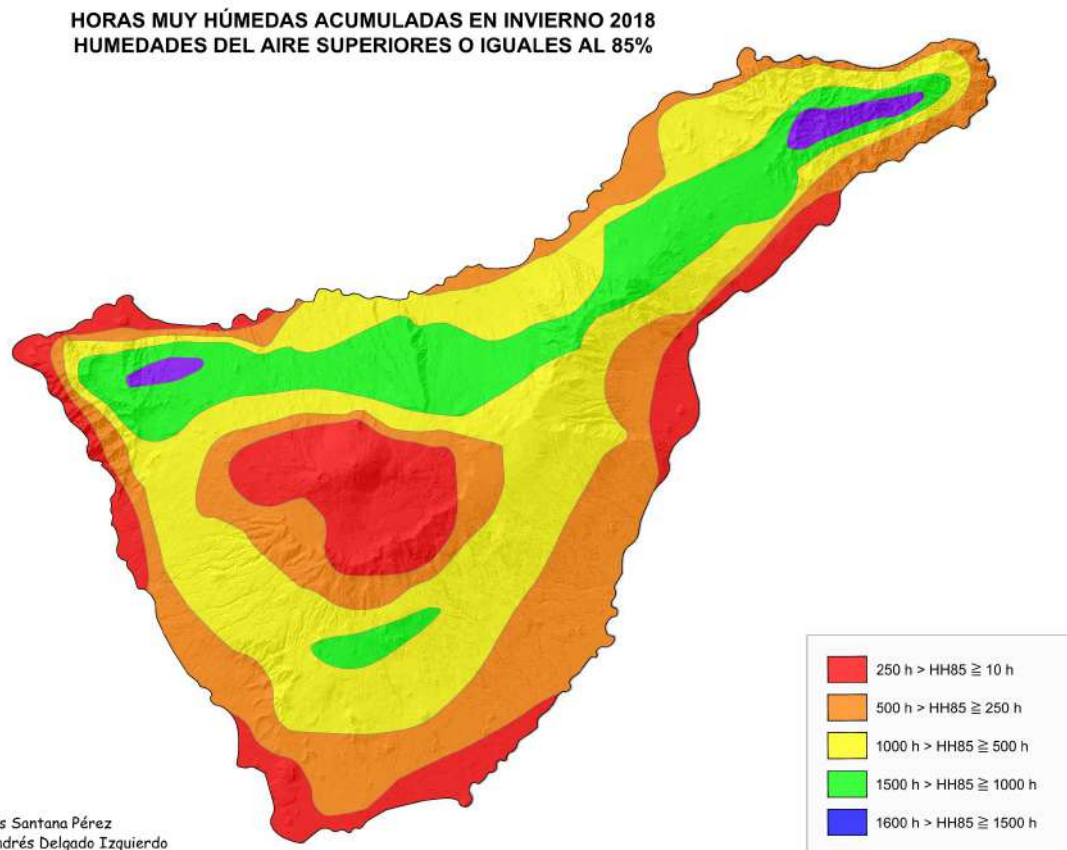 HORAS MUY HÚMEDAS ACUMULADAS EN INVIERNO 2018
HUMEDADES DEL AIRE SUPERIORES O IGUALES AL 85%
250 h > HH85 ≧ 10 h
500 h > HH85 ≧ 250 h
1000 h > HH85 ≧ 500 h
1500 h > HH85 ≧ 1000 h
1600 h > HH85 ≧ 1500 h
s Santana Pérez
ndrés Delgado Izquierdo